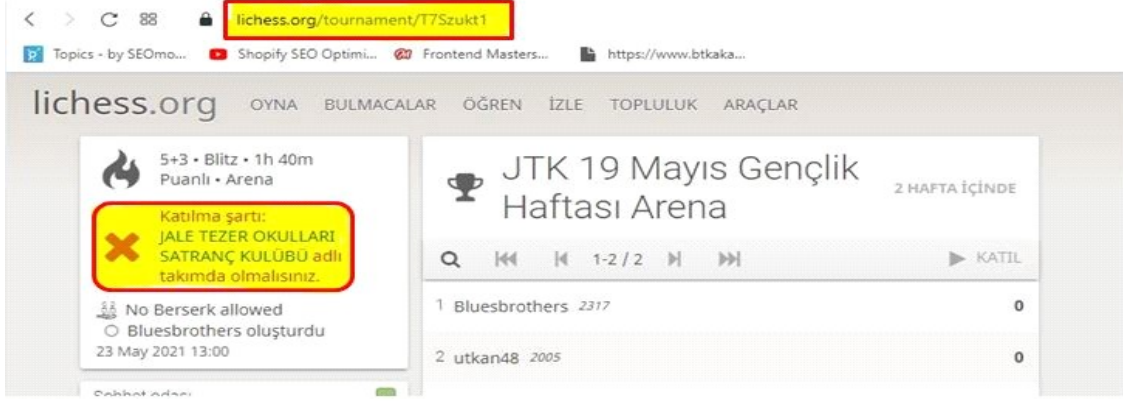 lichess.org/tournament/T7Szukt1
Topics - by SEOmo... Shopify SEO Optimi... Frontend Masters... https://www.btkaka...
lichess.org OYNA BULMACALAR ÖĞREN İZLE TOPLULUK ARAÇLAR
5+3 • Blitz • 1h 40m
Puanlı • Arena
Katılma şartı:
JALE TEZER OKULLARI
SATRANÇ KULÜBÜ adlı
takımda olmalısınız.
No Berserk allowed
Bluesbrothers oluşturdu
23 May 2021 13:00
Sohbet odası
JTK 19 Mayıs Gençlik
Haftası Arena
2 HAFTA İÇİNDE
1-2 / 2 KATIL
1 Bluesbrothers 2317 0
2 utkan48 2005 0